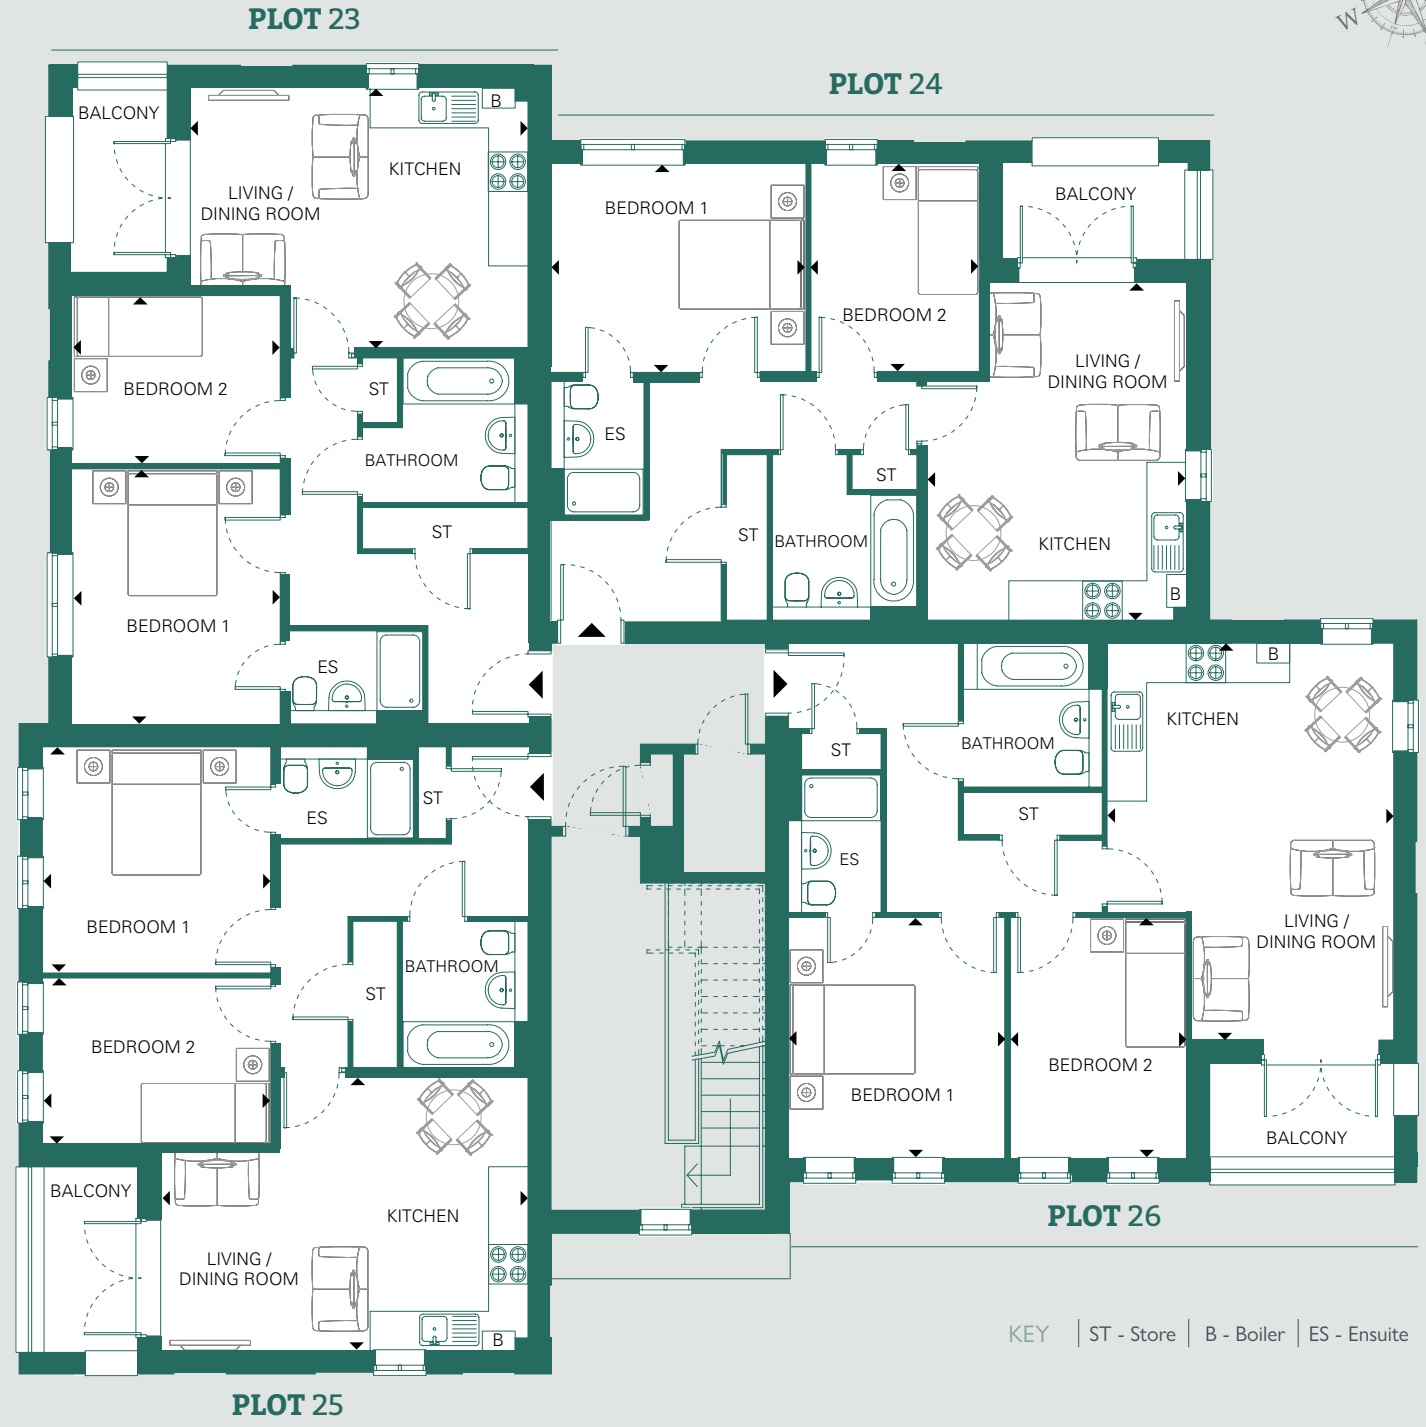 PLOT 23
W
PLOT 24
BALCONY
B
KITCHEN
LIVING /
DINING ROOM
BEDROOM 2
ST
BATHROOM
BEDROOM 1
ST
ES
BEDROOM 1
BEDROOM 2
BALCONY
LIVING /
DINING ROOM
ES
ST
ST
BATHROOM
KITCHEN
B
ES
ST
BEDROOM 1
BATHROOM
ST
BEDROOM 2
BALCONY
KITCHEN
LIVING /
DINING ROOM
B
B
KITCHEN
BATHROOM
ST
ST
ES
LIVING /
DINING ROOM
BEDROOM 1
BEDROOM 2
BALCONY
PLOT 26
KEY
ST - Store
B - Boiler
ES - Ensuite
PLOT 25